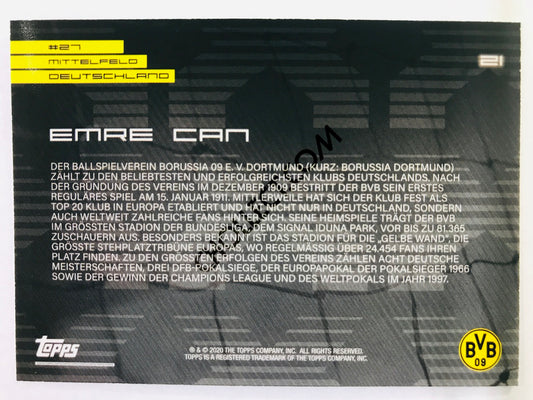 #27
21
MITTELFELD
DEUTSCHLAND
EMRE CAN
DER BALLSPIELVEREIN BORUSSIA 09 E. V. DORTMUND (KURZ: BORUSSIA DORTMUND)
ZÄHLT ZU DEN BELIEBTESTEN UND ERFOLGREICHSTEN KLUBS DEUTSCHLANDS. NACH
DER GRÜNDUNG DES VEREINS IM DEZEMBER BESTRITT DER BVB SEIN ERSTES
REGULÄRES SPIEL AM 15. JANUAR 1911. MITTLERWEILE HAT SICH DER KLUB FEST ALS
TOP 20 KLUB IN EUROPA ETABLIERT UND HAT NICHT NUR IN DEUTSCHLAND, SONDERN
AUCH WELTWEIT ZAHLREICHE FANS HINTER SICH. SEINE HEIMSPIELE TRÄGT DER BVB
IM GRÖSSTEN STADION DER BUNDESLIGA, DEM SIGNAL IDUNA PARK, VOR BIS ZU 81.365
ZUSCHAUERN AUS. BESONDERS BEKANNT IST DAS STADION FÜR DIE „GELBE WAND", DIE
GRÖSSTE STEHPLATZTRIBÜNE EUROPAS, WO REGELMÄSSIG ÜBER 24.454 FANS IHREN
PLATZ FINDEN. ZU DEN GRÖSSTEN ERFOLGEN DES VEREINS ZÄHLEN ACHT DEUTSCHE
MEISTERSCHAFTEN, DREI DFB-POKALSIEGE, DER EUROPAPOKAL DER POKALSIEGER 1966
SOWIE DER GEWINN DER CHAMPIONS LEAGUE UND DES WELTPOKALS IM JAHR 1997.
topps
® & © 2020 THE TOPPS COMPANY, INC. ALL RIGHTS RESERVED.
TOPPS IS A REGISTERED TRADEMARK OF THE TOPPS COMPANY, INC.
BVB
09